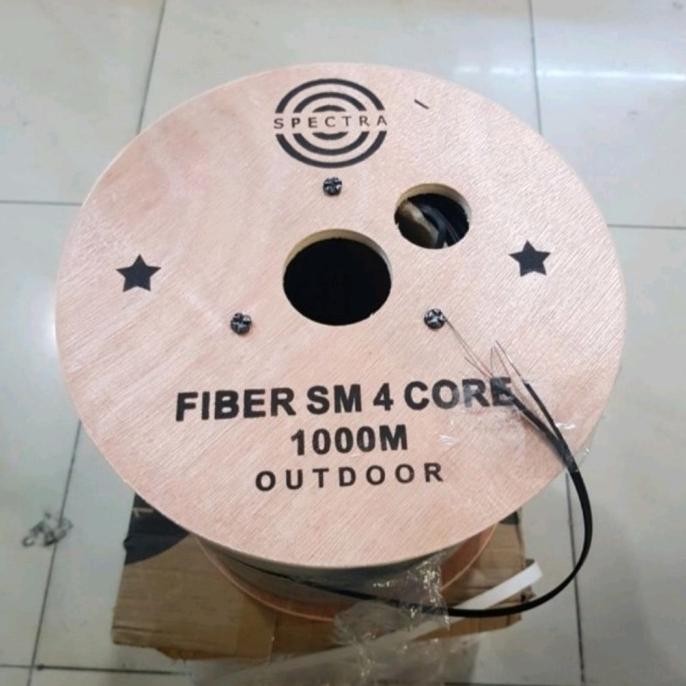 SPECTRA
FIBER SM 4 CORE
1000M
OUTDOOR